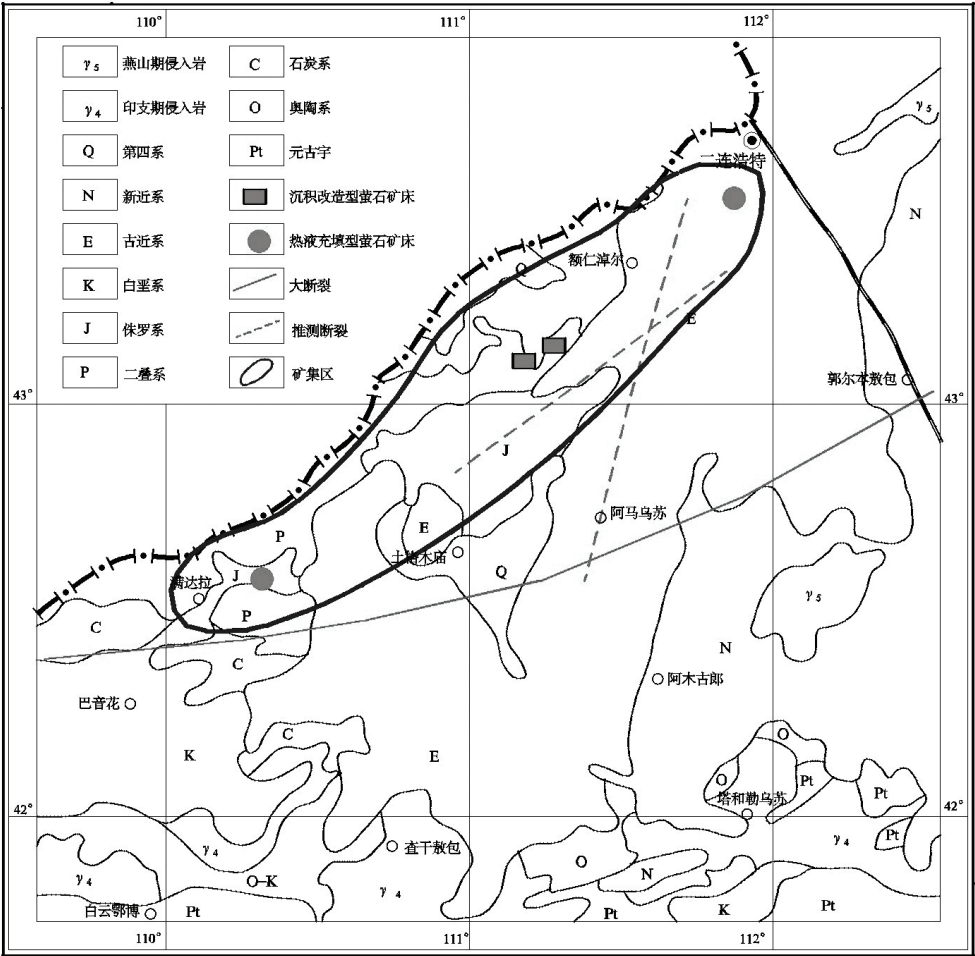 110°
111°
112°
γ5 燕山期侵入岩
C 石炭系
γ4 印支期侵入岩
O 奥陶系
Q 第四系
Pt 元古宇
N 新近系
沉积改造型萤石矿床
E 古近系
热液充填型萤石矿床
K 白垩系
大断裂
J 侏罗系
推测断裂
P 二叠系
矿集区
γ5
二连浩特
N
额仁淖尔
Q
E
郭尔本敖包
43°
43°
J
阿马乌苏
P
E
土格木庙
J
Q
满达拉
γ5
P
C
N
C
阿木古郎
巴音花
C
O
K
E
O
Pt
Pt
塔和勒乌苏
42°
42°
γ4
查干敖包
γ4
Pt
O
γ4
O
K
N
γ4
白云鄂博
Pt
Pt
K
Pt
110°
111°
112°